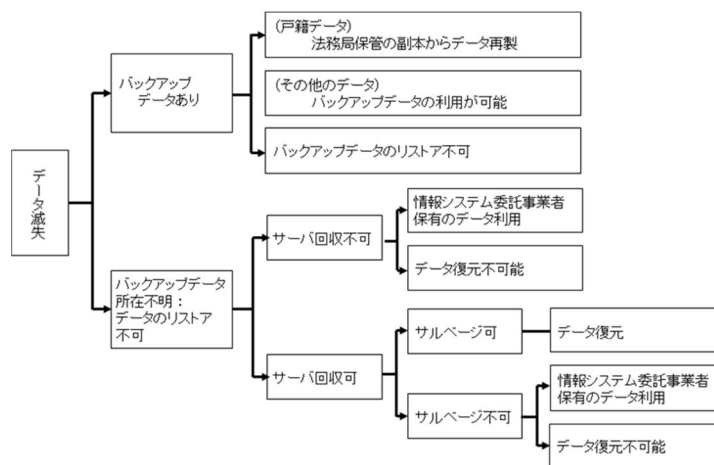 データ滅失
バックアップ
データあり
(戸籍データ)
法務局保管の副本からデータ再製
(その他のデータ)
バックアップデータの利用が可能
バックアップデータのリストア不可
バックアップデータ
所在不明：
データのリストア
不可
サーバ回収不可
情報システム委託事業者
保有のデータ利用
データ復元不可能
サーバ回収可
サルベージ可
データ復元
サルベージ不可
情報システム委託事業者
保有のデータ利用
データ復元不可能